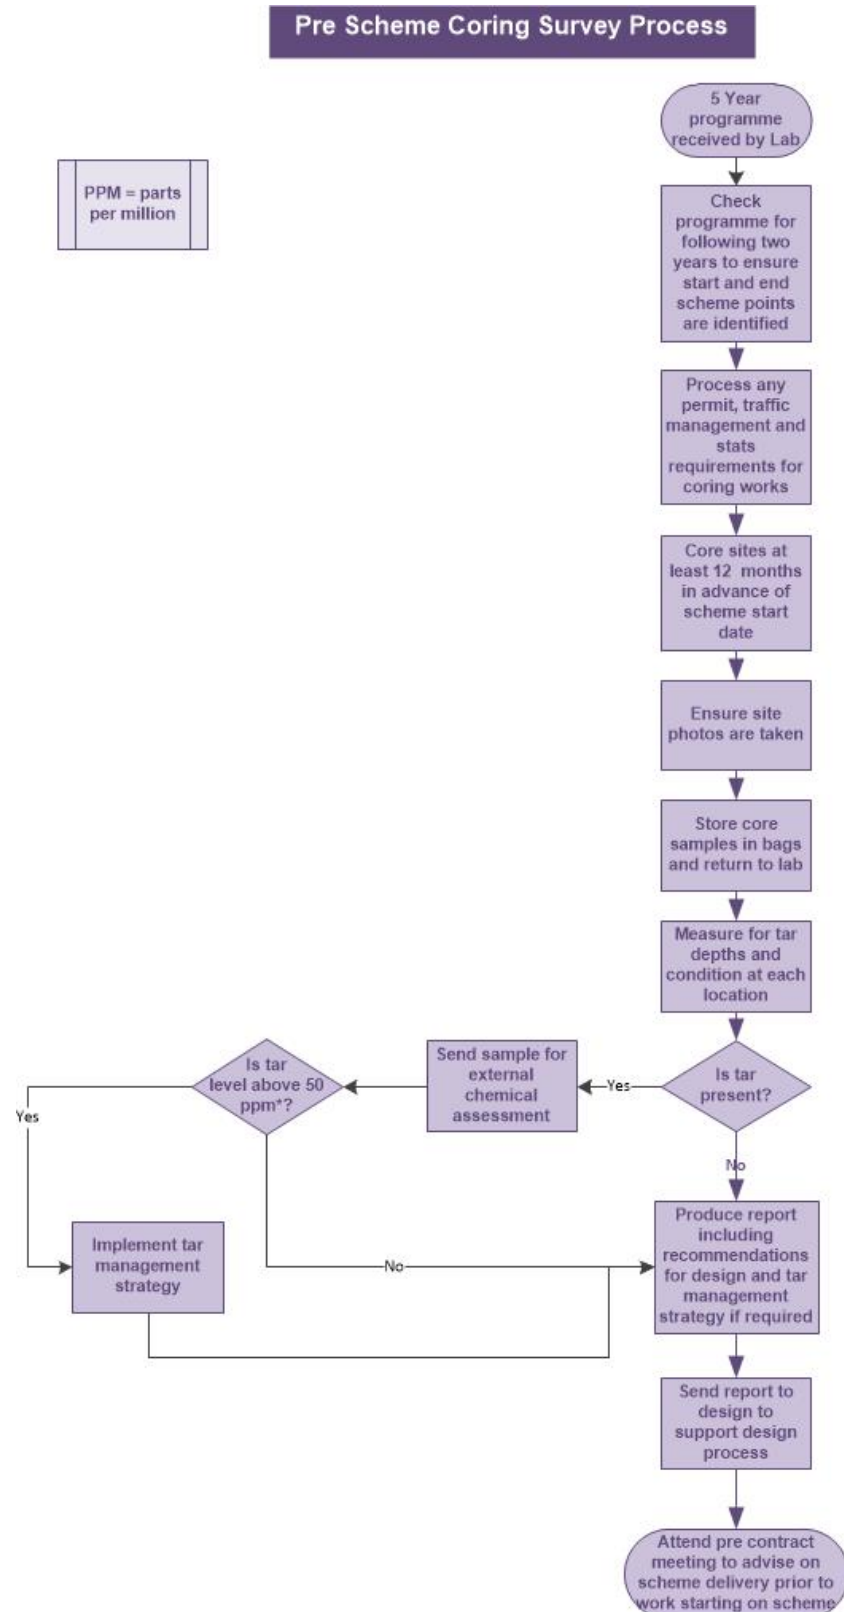 Pre Scheme Coring Survey Process
5 Year
programme
received by Lab
PPM = parts
per million
Check
programme for
following two
years to ensure
start and end
scheme points
are identified
Process any
permit, traffic
management and
stats
requirements for
coring works
Core sites at
least 12 months
in advance of
scheme start
date
Ensure site
photos are taken
Store core
samples in bags
and return to lab
Measure for tar
depths and
condition at each
location
Is tar
present?
Yes
Send sample for
external
chemical
assessment
Is tar
level above 50
ppm*?
Yes
No
Implement tar
management
strategy
No
Produce report
including
recommendations
for design and tar
management
strategy if required
Send report to
design to
support design
process
Attend pre contract
meeting to advise on
scheme delivery prior to
work starting on scheme